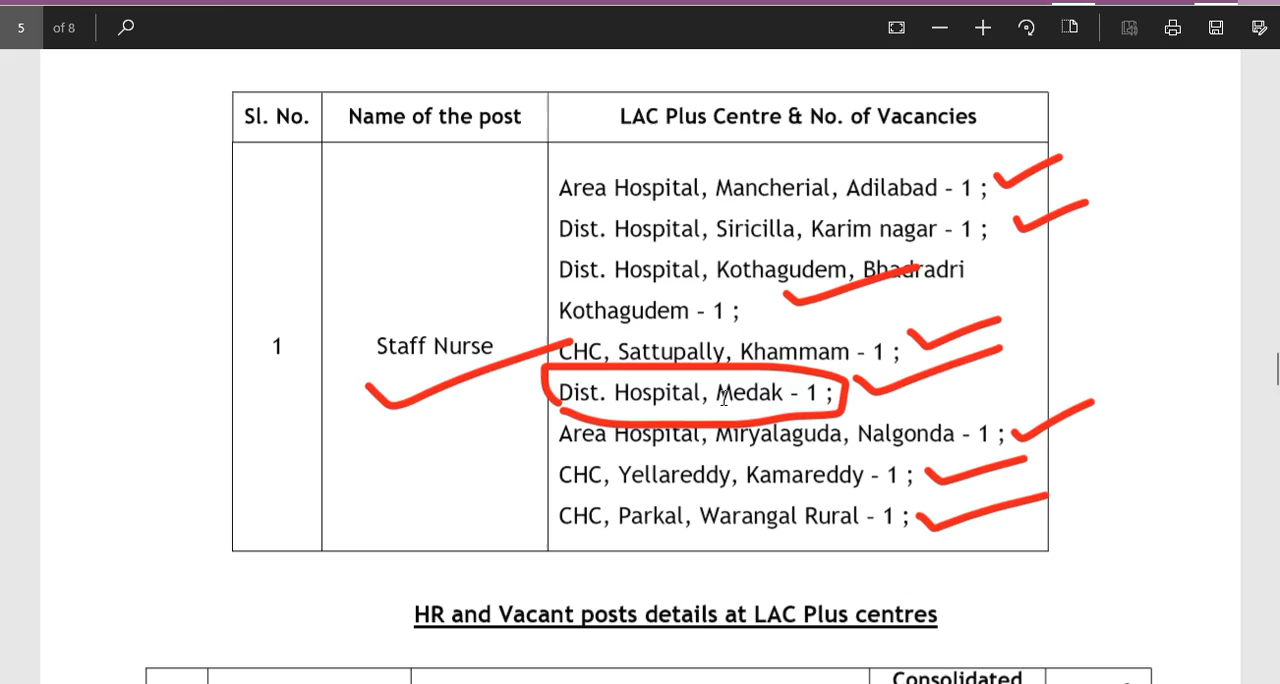 5 of 8
Sl. No. Name of the post LAC Plus Centre & No. of Vacancies
Area Hospital, Mancherial, Adilabad - 1 ;
Dist. Hospital, Siricilla, Karim nagar - 1 ;
Dist. Hospital, Kothagudem, Bhadradri
Kothagudem - 1 ;
1 Staff Nurse
CHC, Sattupally, Khammam - 1 ;
Dist. Hospital, Medak - 1 ;
Area Hospital, Miryalaguda, Nalgonda - 1 ;
CHC, Yellareddy, Kamareddy - 1 ;
CHC, Parkal, Warangal Rural - 1 ;
HR and Vacant posts details at LAC Plus centres
Consolidated